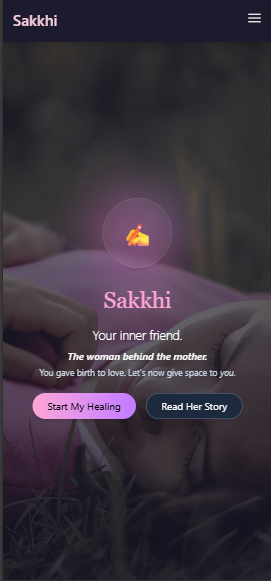 Sakkhi
Sakkhi
Your inner friend.
The woman behind the mother.
You gave birth to love. Let's now give space to you.
Start My Healing
Read Her Story